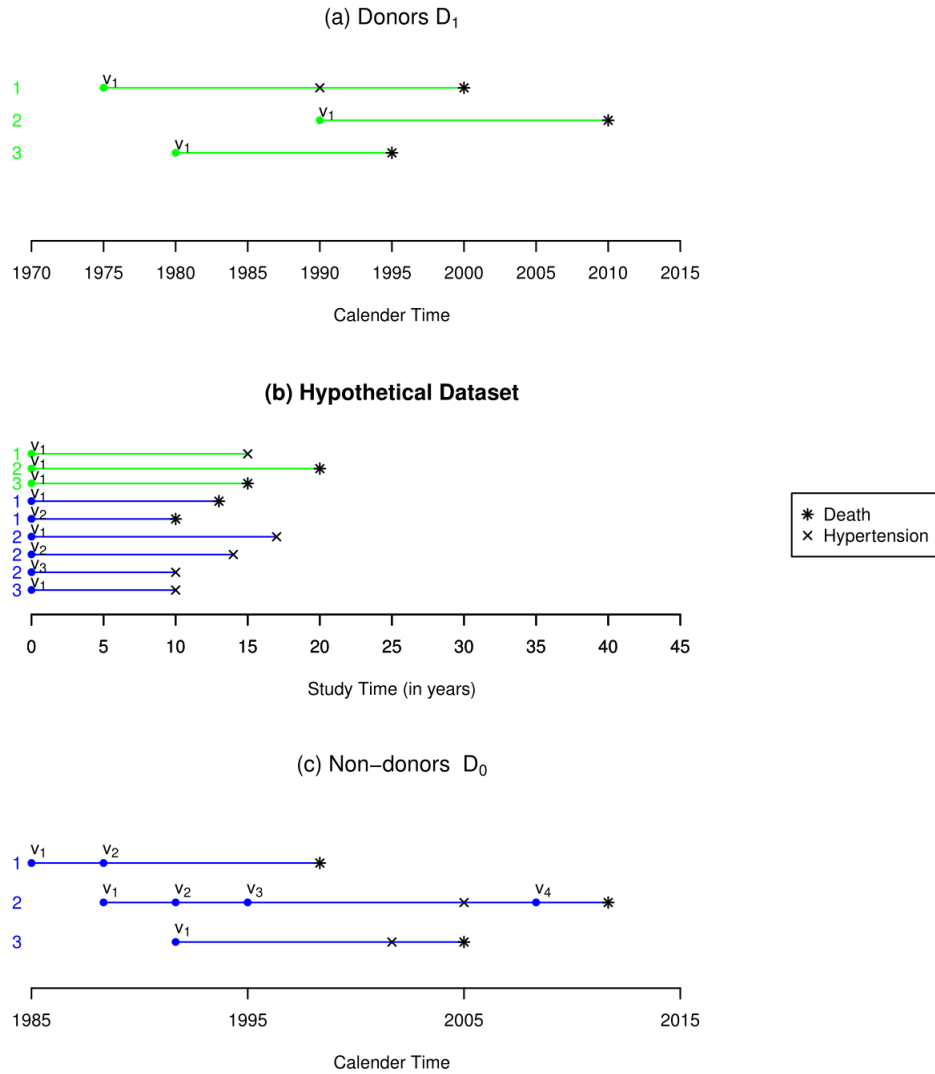 (a) Donors D₁
1 v₁
2 v₁
3 v₁
1970 1975 1980 1985 1990 1995 2000 2005 2010 2015
Calender Time
(b) Hypothetical Dataset
1 v₁
2 v₁
3 v₁
1 v₁
1 v₂
2 v₁
2 v₂
2 v₃
3 v₁
0 5 10 15 20 25 30 35 40 45
Study Time (in years)
Death
Hypertension
(c) Non−donors D₀
1 v₁ v₂
2 v₁ v₂ v₃ v₄
3 v₁
1985 1995 2005 2015
Calender Time